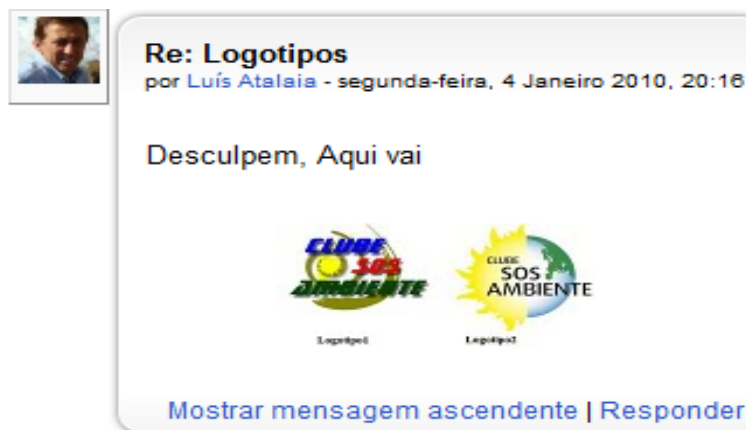 Re: Logotipos
por Luís Atalaia - segunda-feira, 4 Janeiro 2010, 20:16
Desculpem, Aqui vai
CLUBE
SOS
AMBIENTE
CLUBE
SOS
AMBIENTE
Logotipo1
Logotipo2
Mostrar mensagem ascendente | Responder